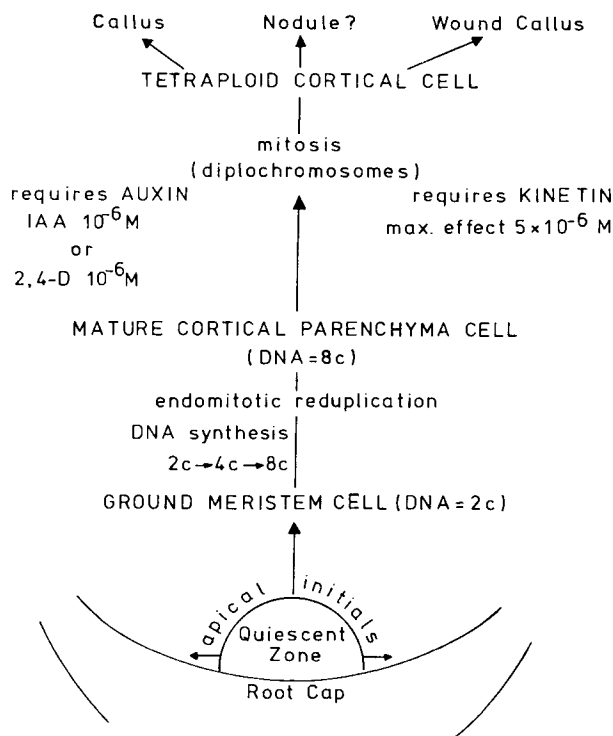 Callus Nodule? Wound Callus
TETRAPLOID CORTICAL CELL
mitosis
(diplochromosomes)
requires AUXIN
IAA 10⁻⁶M
or
2,4-D 10⁻⁶M
requires KINETIN
max. effect 5×10⁻⁶ M
MATURE CORTICAL PARENCHYMA CELL
(DNA=8c)
endomitotic reduplication
DNA synthesis
2c→4c→8c
GROUND MERISTEM CELL (DNA=2c)
apical initials
Quiescent
Zone
Root Cap